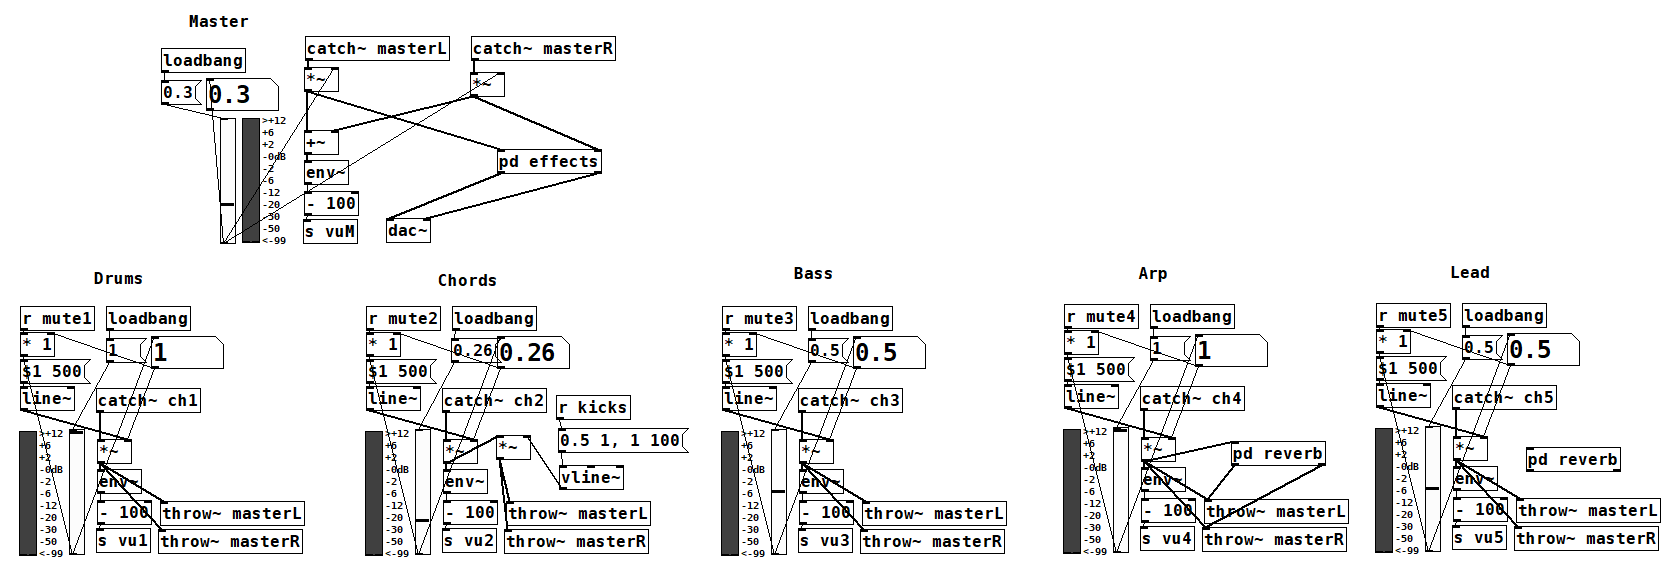 Master
loadbang
0.3
0.3
catch~ masterL
catch~ masterR
*~
*~
>+12
+6
+2
-0dB
-2
-6
-12
-20
-30
-50
<-99
+~
env~
- 100
s vuM
pd effects
dac~
Drums
r mute1
loadbang
* 1
1
1
$1 500
line~
catch~ ch1
>+12
+6
+2
-0dB
-2
-6
-12
-20
-30
-50
<-99
*~
env~
- 100
s vu1
throw~ masterL
throw~ masterR
Chords
r mute2
loadbang
* 1
0.26
0.26
$1 500
line~
catch~ ch2
r kicks
0.5 1, 1 100
>+12
+6
+2
-0dB
-2
-6
-12
-20
-30
-50
<-99
*~
*~
vline~
env~
- 100
s vu2
throw~ masterL
throw~ masterR
Bass
r mute3
loadbang
* 1
0.5
0.5
$1 500
line~
catch~ ch3
>+12
+6
+2
-0dB
-2
-6
-12
-20
-30
-50
<-99
*~
env~
- 100
s vu3
throw~ masterL
throw~ masterR
Arp
r mute4
loadbang
* 1
1
1
$1 500
line~
catch~ ch4
>+12
+6
+2
-0dB
-2
-6
-12
-20
-30
-50
<-99
*~
pd reverb
env~
- 100
s vu4
throw~ masterL
throw~ masterR
Lead
r mute5
loadbang
* 1
0.5
0.5
$1 500
line~
catch~ ch5
>+12
+6
+2
-0dB
-2
-6
-12
-20
-30
-50
<-99
*~
pd reverb
env~
- 100
s vu5
throw~ masterL
throw~ masterR